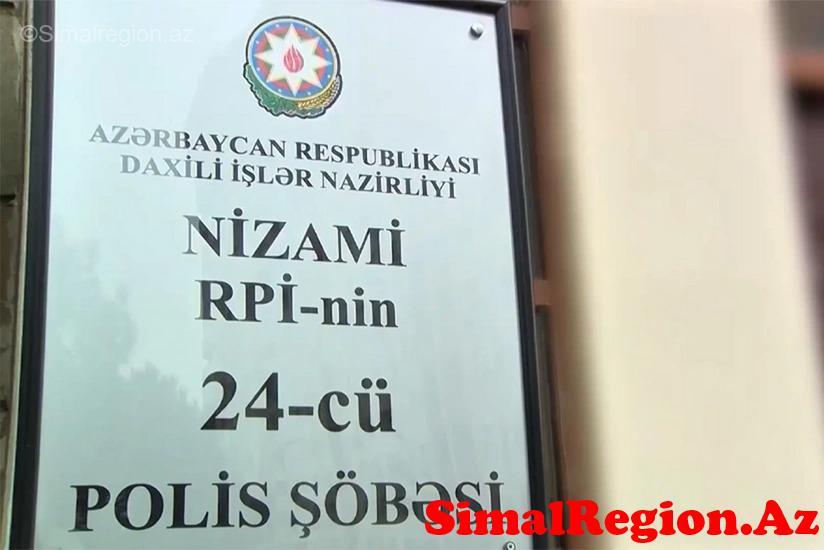 ©Simalregion.az
AZƏRBAYCAN RESPUBLİKASI
DAXİLİ İŞLƏR NAZİRLİYİ
NİZAMİ
RPİ-nin
24-cü
POLİS ŞÖBƏSİ
SimalRegion.Az